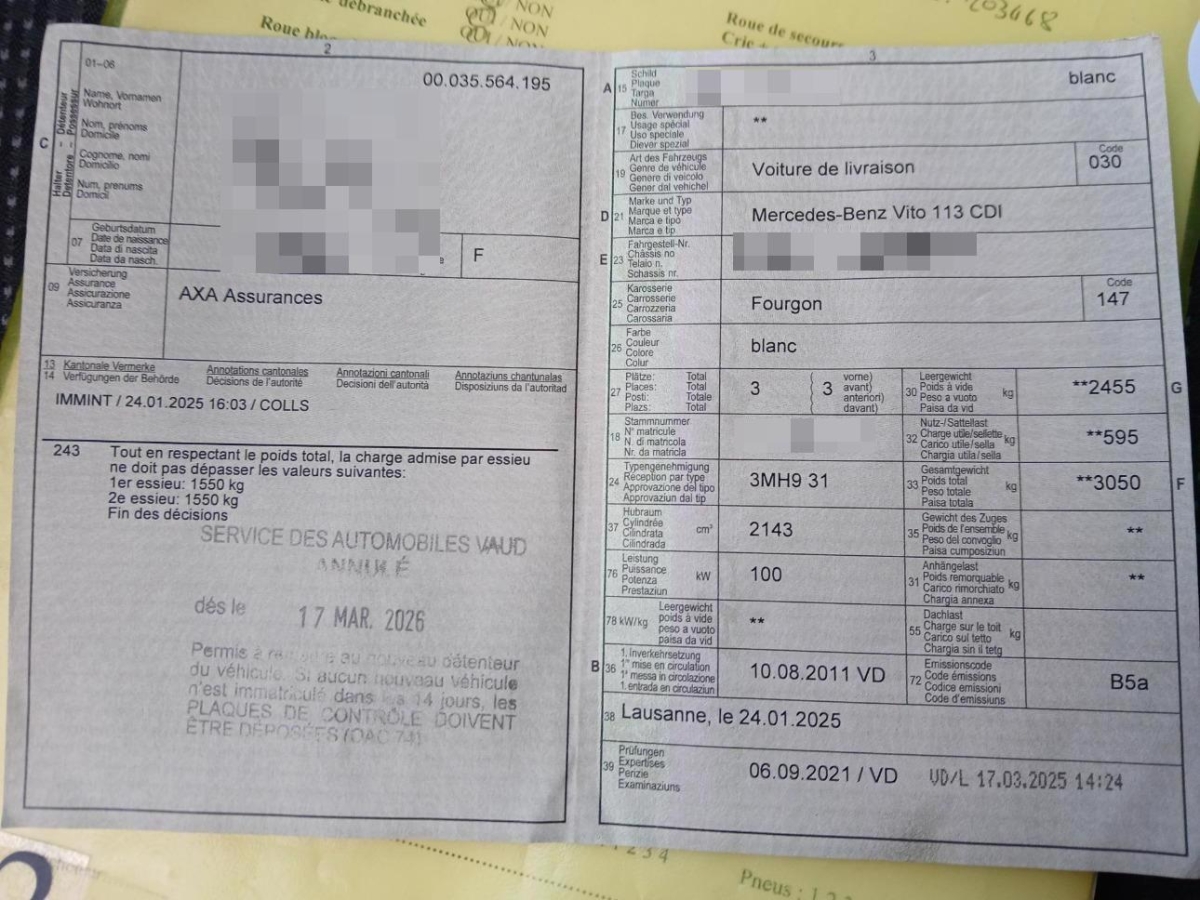 débranchée
OUI / NON
OUI / NON
Roue de secours
2
01–06
Name, Vornamen
Wohnort
Nom, prénoms
Domicile
Cognome, nomi
Domicilio
Num, prenums
Domicil
C
Halter - Détenteur
Detentore - Possessur
00.035.564.195
07
Geburtsdatum
Date de naissance
Data di nascita
Data da nasch.
F
09
Versicherung
Assurance
Assicurazione
Assicuranza
AXA Assurances
13 Kantonale Vermerke
14 Verfügungen der Behörde
Annotations cantonales
Décisions de l'autorité
Annotazioni cantonali
Decisioni dell'autorità
Annotaziuns chantunalas
Disposiziuns da l'autoritad
IMMINT / 24.01.2025 16:03 / COLLS
243 Tout en respectant le poids total, la charge admise par essieu
ne doit pas dépasser les valeurs suivantes:
1er essieu: 1550 kg
2e essieu: 1550 kg
Fin des décisions
SERVICE DES AUTOMOBILES VAUD
ANNULÉ
dés le 17 MAR. 2026
Permis à remettre au nouveau détenteur
du véhicule. Si aucun nouveau véhicule
n'est immatriculé dans les 14 jours, les
PLAQUES DE CONTRÔLE DOIVENT
ÊTRE DÉPOSÉES (OAC 74)
3
A 15
Schild
Plaque
Targa
Numer
blanc
17
Bes. Verwendung
Usage spécial
Uso speciale
Diever spezial
**
19
Art des Fahrzeugs
Genre de véhicule
Genere di veicolo
Gener dal vehichel
Voiture de livraison
Code
030
D 21
Marke und Typ
Marque et type
Marca e tipo
Marca e tip
Mercedes-Benz Vito 113 CDI
E 23
Fahrgestell-Nr.
Châssis no
Telaio n.
Schassis nr.
25
Karosserie
Carrosserie
Carrozzeria
Carossaria
Fourgon
Code
147
26
Farbe
Couleur
Colore
Colur
blanc
27
Plätze: Total
Places: Total
Posti: Totale
Plazs: Total
3
( 3 vorne)
avant)
anteriori)
davant)
30
Leergewicht
Poids à vide
Peso a vuoto
Paisa da vid
kg
**2455
G
18
Stammnummer
N° matricule
N. di matricola
Nr. da matricla
32
Nutz-/Sattellast
Charge utile/sellette
Carico utile/sella
Chargia utila/sella
kg
**595
24
Typengenehmigung
Réception par type
Approvazione del tipo
Approvaziun dal tip
3MH9 31
33
Gesamtgewicht
Poids total
Peso totale
Paisa totala
kg
**3050
F
37
Hubraum
Cylindrée
Cilindrata
Cilindrada
cm³
2143
35
Gewicht des Zuges
Poids de l'ensemble
Peso del convoglio
Paisa cumposiziun
kg
**
76
Leistung
Puissance
Potenza
Prestaziun
kW
100
31
Anhängelast
Poids remorquable
Carico rimorchiato
Chargia annexa
kg
**
78 kW/kg
Leergewicht
poids à vide
peso a vuoto
paisa da vid
**
55
Dachlast
Charge sur le toit
Carico sul tetto
Chargia sin il tetg
kg
B 36
1. Inverkehrsetzung
1re mise en circulation
1a messa in circolazione
1. entrada en circulaziun
10.08.2011 VD
72
Emissionscode
Code émissions
Codice emissioni
Code d'emissiuns
B5a
38 Lausanne, le 24.01.2025
39
Prüfungen
Expertises
Perizie
Examinaziuns
06.09.2021 / VD
VD/L 17.03.2025 14:24
1 2 3 4
Pneus : 1 2